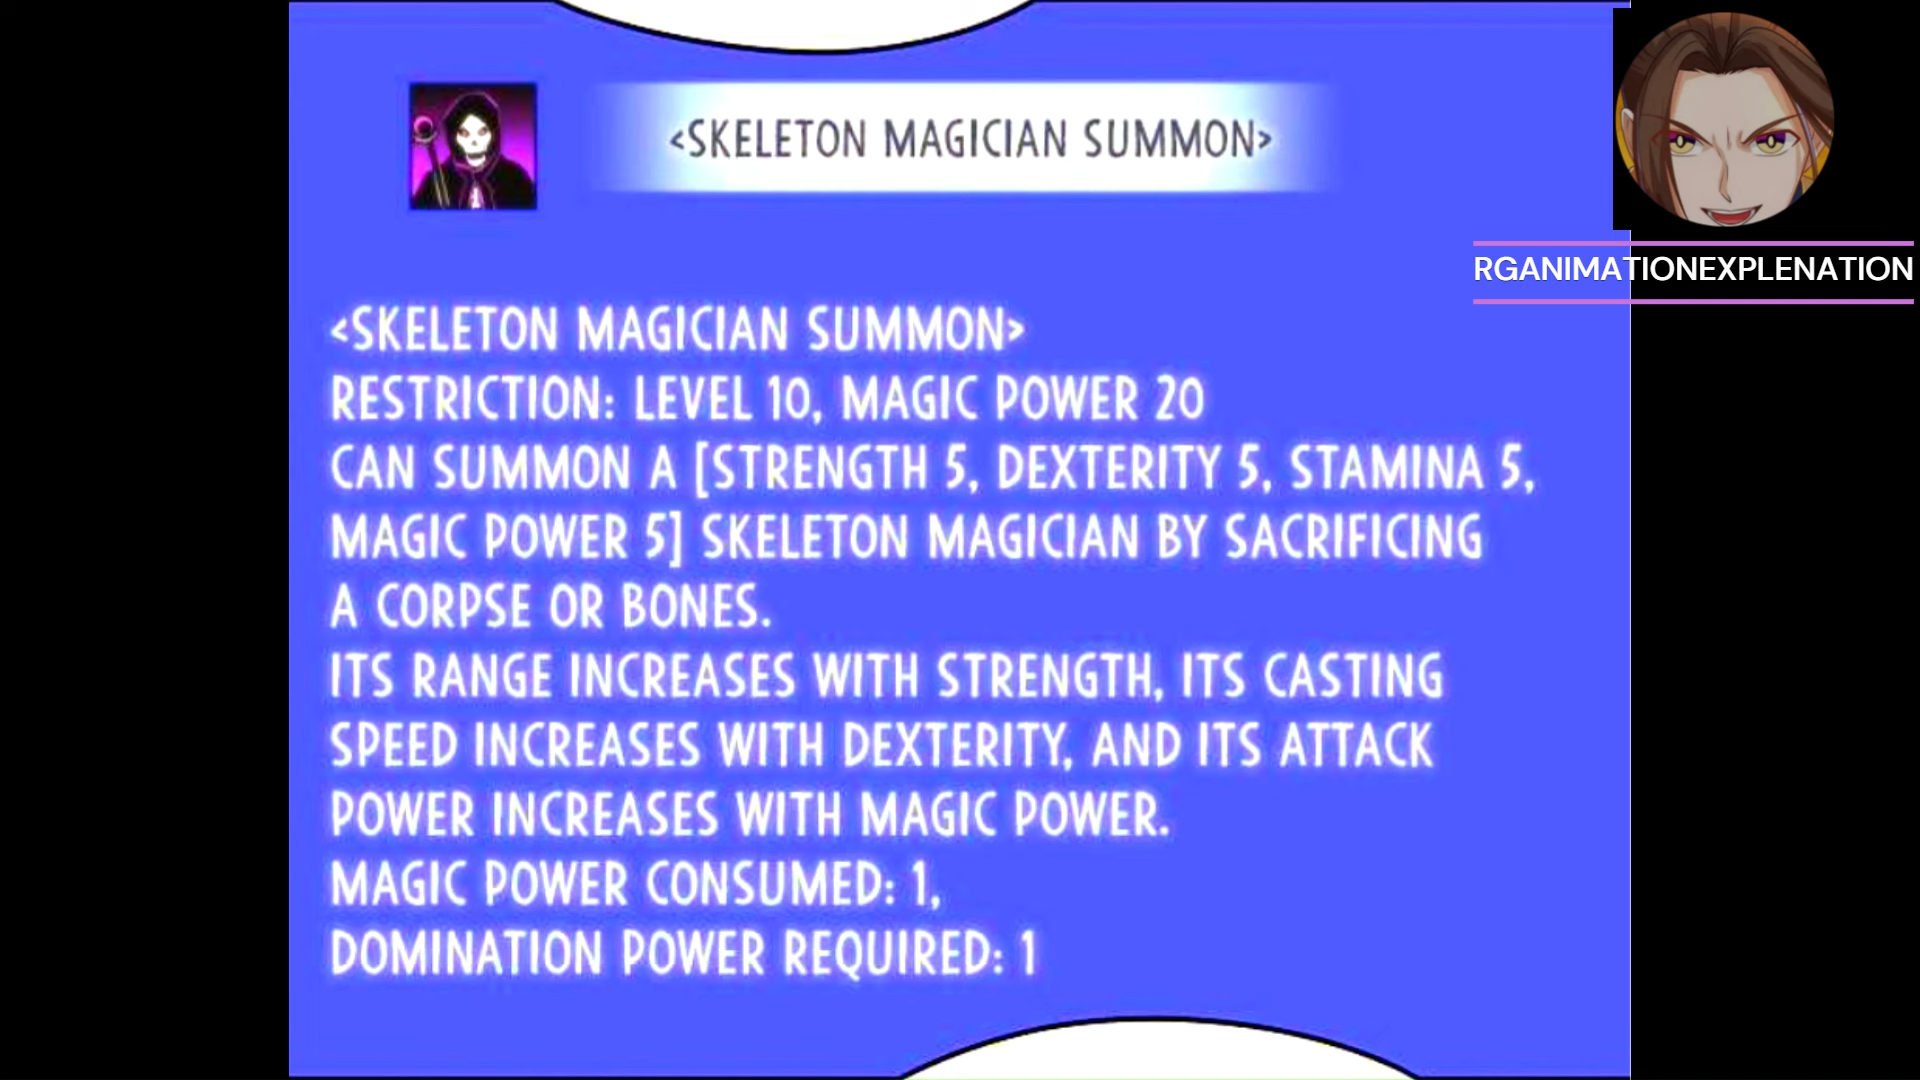 <SKELETON MAGICIAN SUMMON>
RGANIMATIONEXPLENATION
<SKELETON MAGICIAN SUMMON>
RESTRICTION: LEVEL 10, MAGIC POWER 20
CAN SUMMON A [STRENGTH 5, DEXTERITY 5, STAMINA 5,
MAGIC POWER 5] SKELETON MAGICIAN BY SACRIFICING
A CORPSE OR BONES.
ITS RANGE INCREASES WITH STRENGTH, ITS CASTING
SPEED INCREASES WITH DEXTERITY, AND ITS ATTACK
POWER INCREASES WITH MAGIC POWER.
MAGIC POWER CONSUMED: 1,
DOMINATION POWER REQUIRED: 1